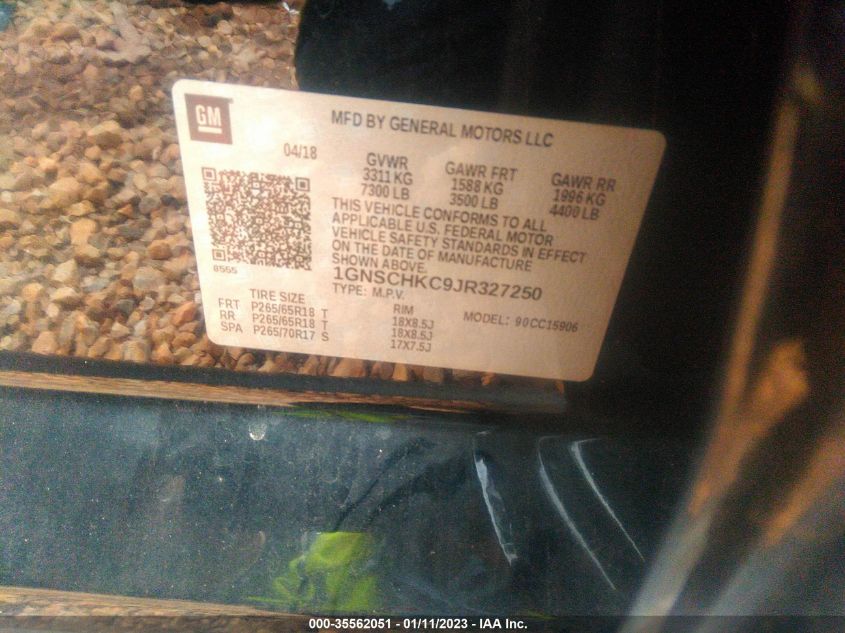 GM
MFD BY GENERAL MOTORS LLC
04/18
GVWR
3311 KG
7300 LB
GAWR FRT
1588 KG
3500 LB
GAWR RR
1996 KG
4400 LB
THIS VEHICLE CONFORMS TO ALL
APPLICABLE U.S. FEDERAL MOTOR
VEHICLE SAFETY STANDARDS IN EFFECT
ON THE DATE OF MANUFACTURE
SHOWN ABOVE.
8555
1GNSCHKC9JR327250
TYPE: M.P.V.
MODEL: 90CC15906
TIRE SIZE
RIM
FRT P265/65R18 T 18X8.5J
RR P265/65R18 T 18X8.5J
SPA P265/70R17 S 17X7.5J
000-35562051 - 01/11/2023 - IAA Inc.